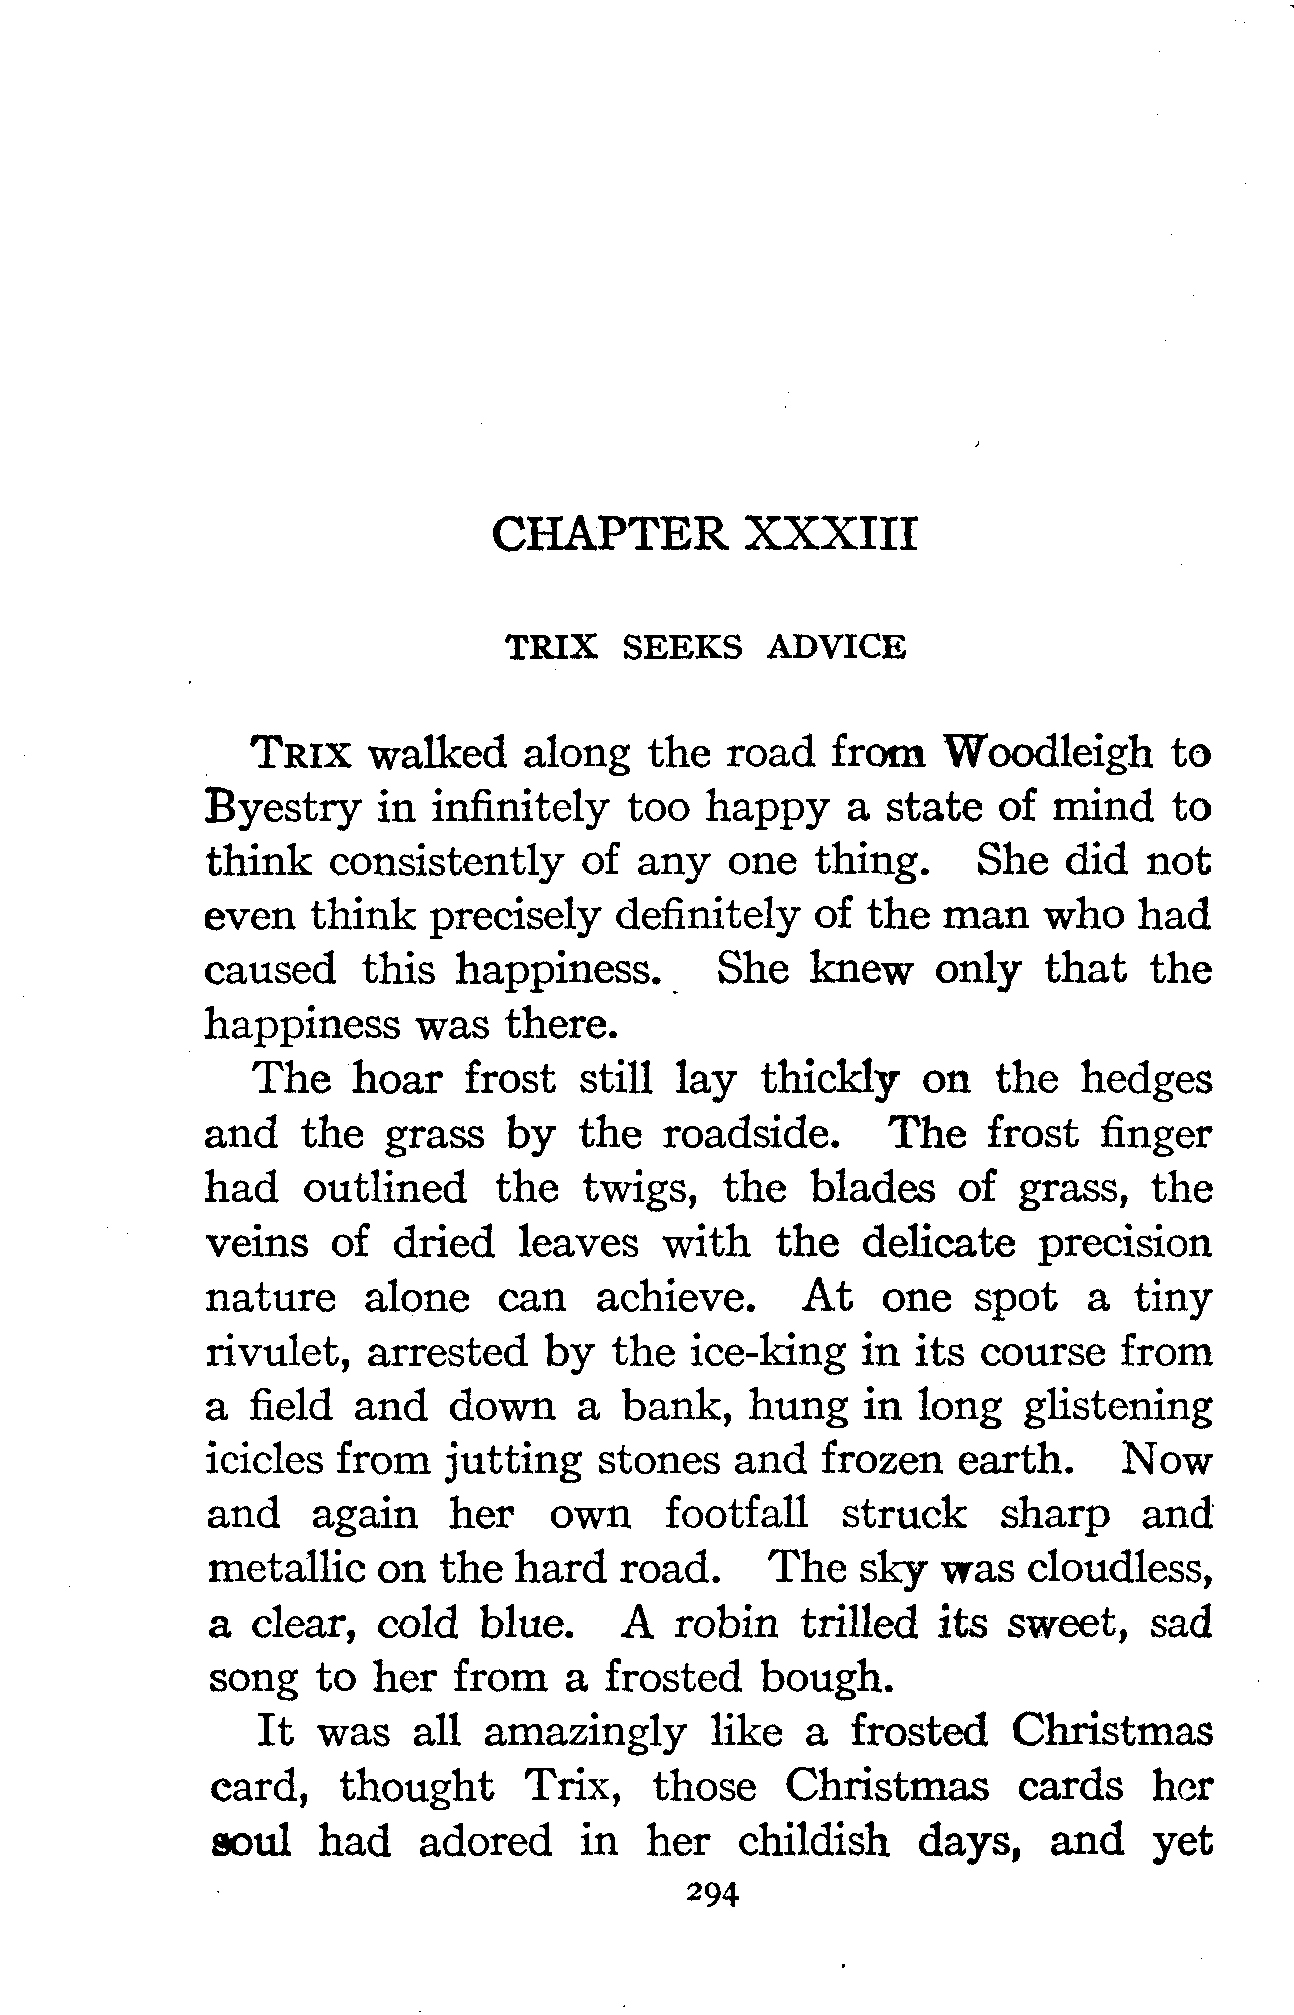 CHAPTER XXXIII
TRIX SEEKS ADVICE
TRIX walked along the road from Woodleigh to
Byestry in infinitely too happy a state of mind to
think consistently of any one thing. She did not
even think precisely definitely of the man who had
caused this happiness. She knew only that the
happiness was there.
The hoar frost still lay thickly on the hedges
and the grass by the roadside. The frost finger
had outlined the twigs, the blades of grass, the
veins of dried leaves with the delicate precision
nature alone can achieve. At one spot a tiny
rivulet, arrested by the ice-king in its course from
a field and down a bank, hung in long glistening
icicles from jutting stones and frozen earth. Now
and again her own footfall struck sharp and
metallic on the hard road. The sky was cloudless,
a clear, cold blue. A robin trilled its sweet, sad
song to her from a frosted bough.
It was all amazingly like a frosted Christmas
card, thought Trix, those Christmas cards her
soul had adored in her childish days, and yet
294